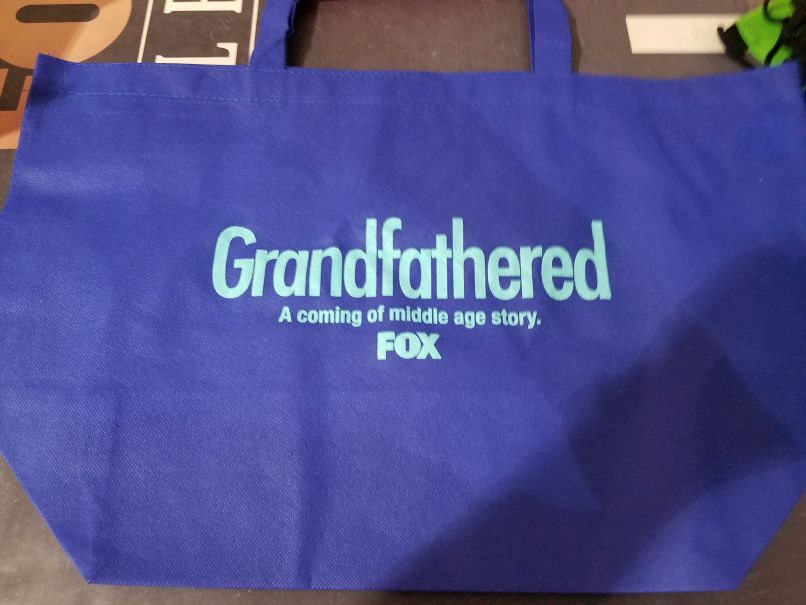 Grandfathered
A coming of middle age story.
FOX